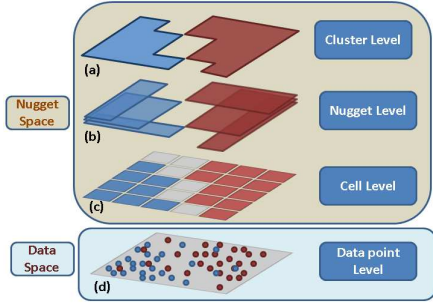 Cluster Level
(a)
Nugget Space
Nugget Level
(b)
Cell Level
(c)
Data Space
Data point Level
(d)